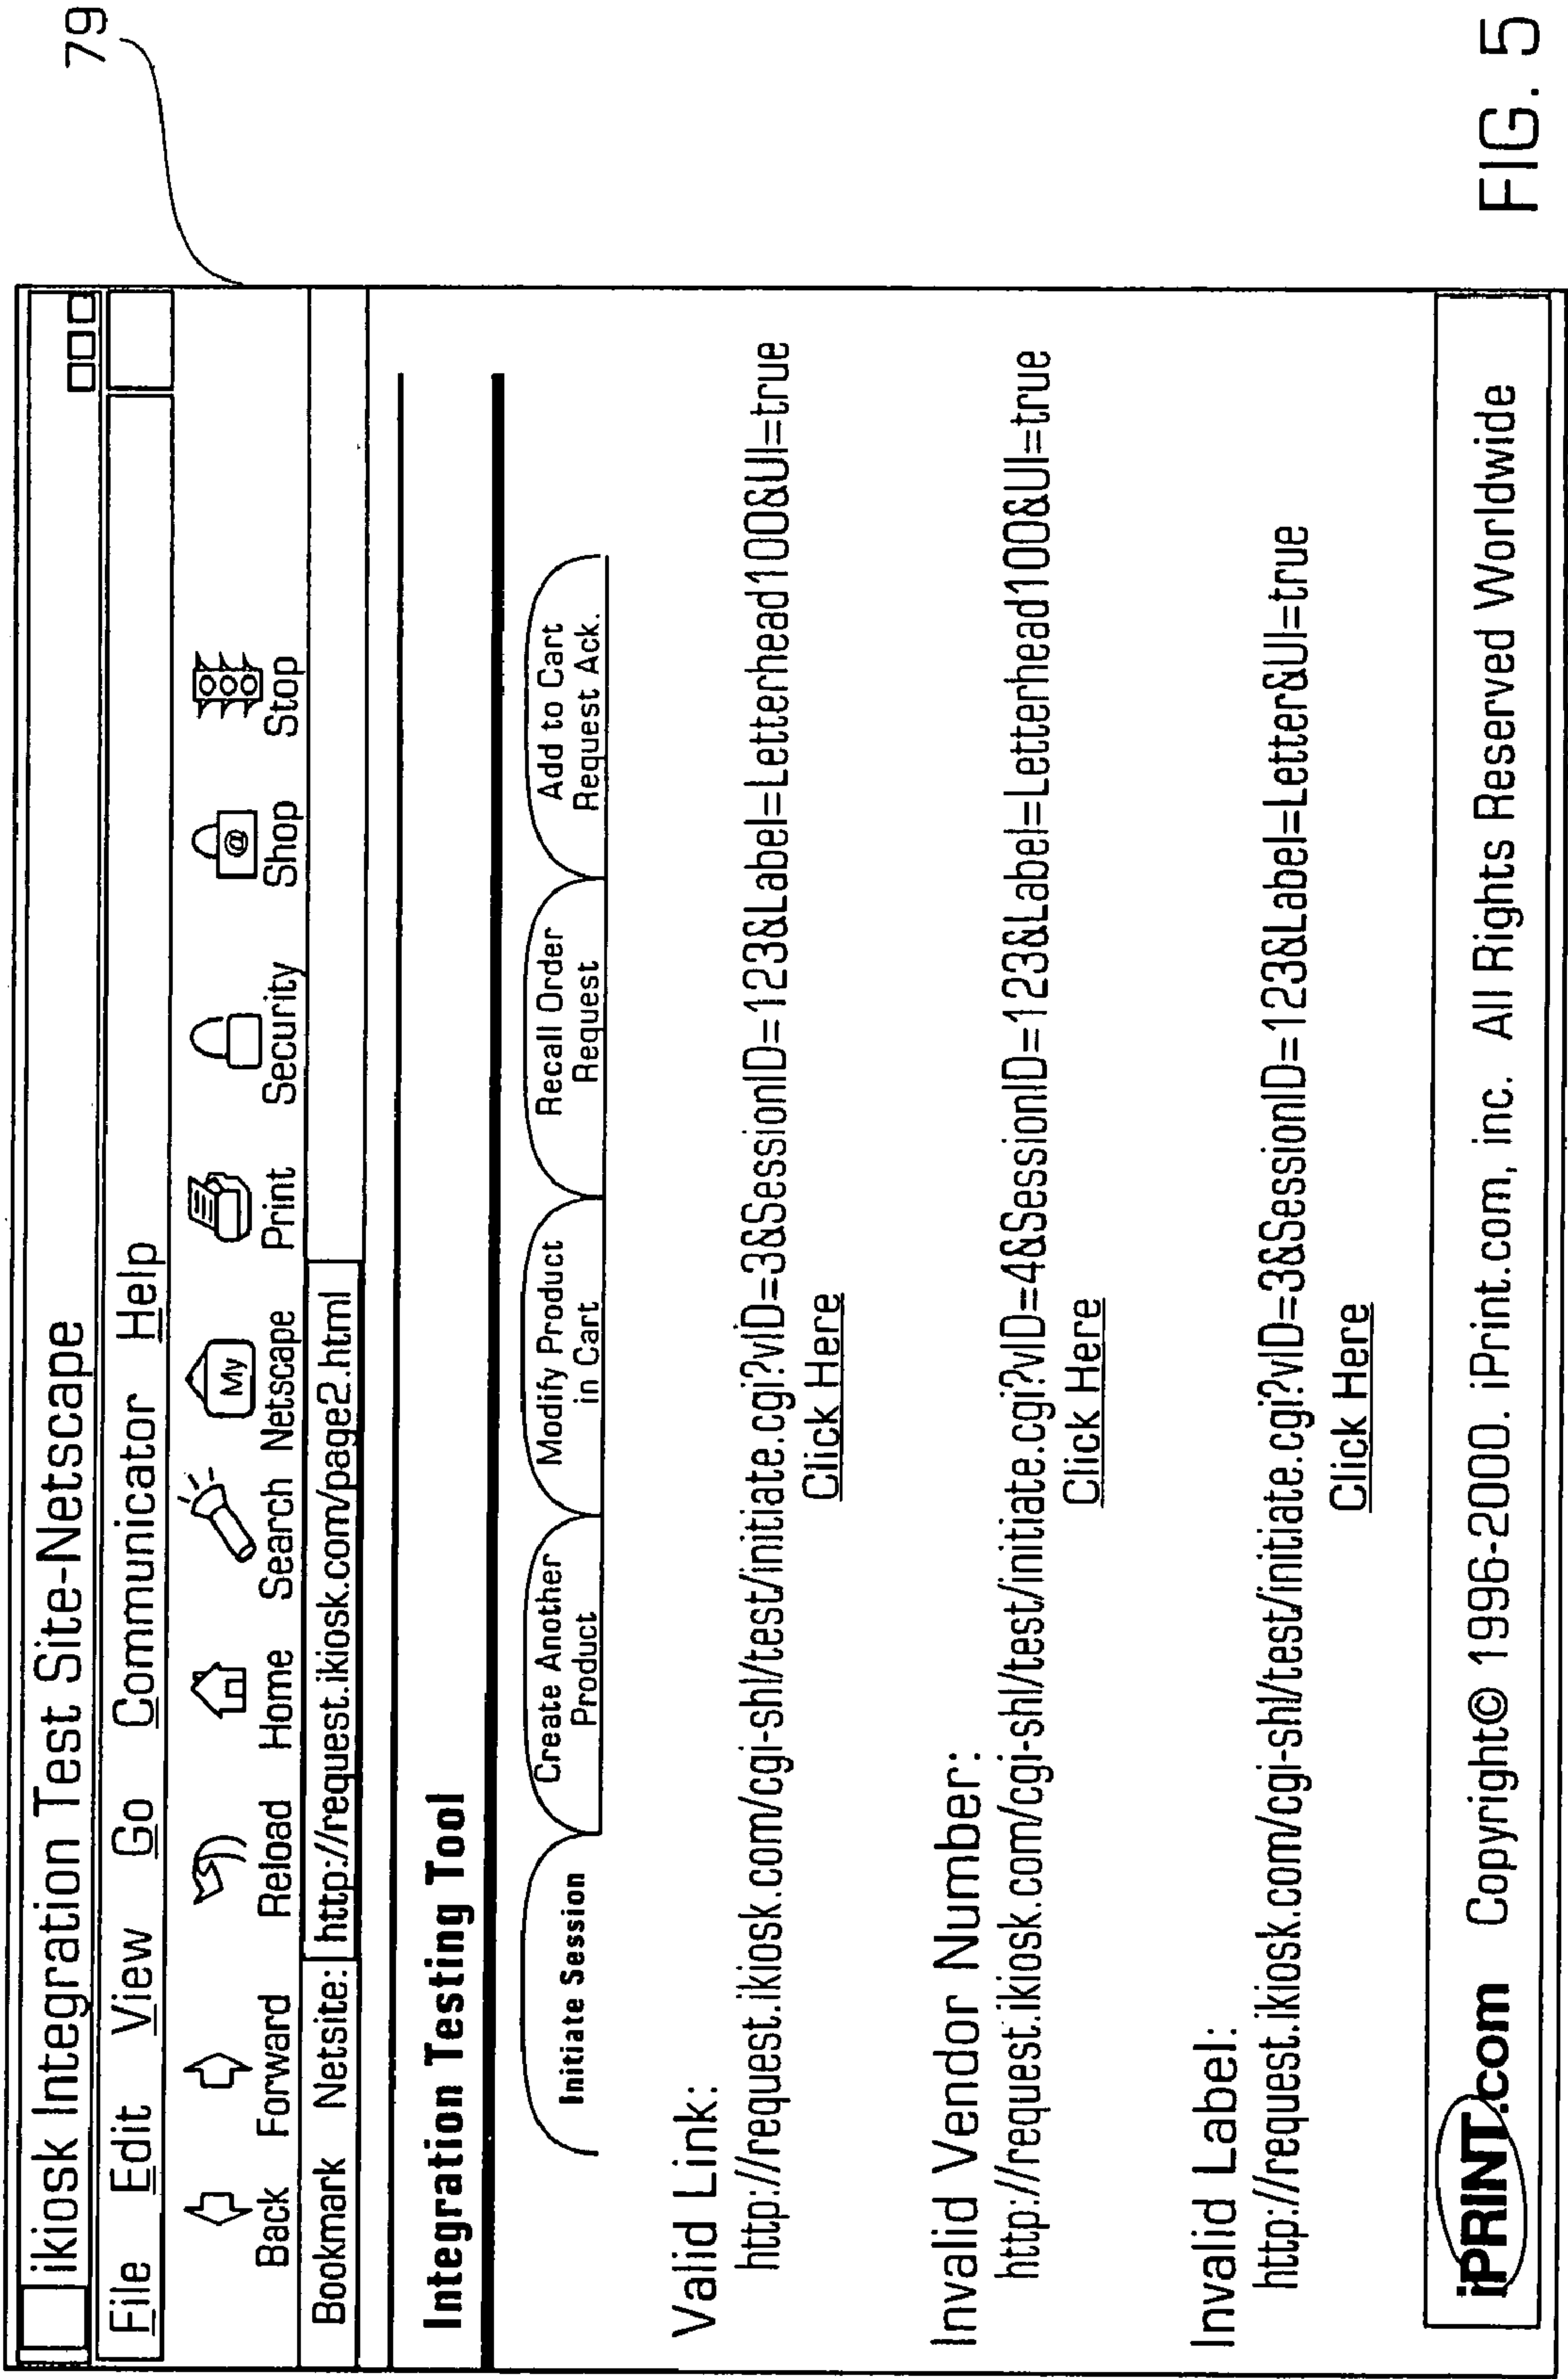 79
ikiosk Integration Test Site-Netscape
File Edit View Go Communicator Help
Back Forward Reload Home Search My Netscape Print Security @ Shop Stop
Bookmark Netsite: http://request.ikiosk.com/page2.html
Integration Testing Tool
Initiate Session
Create Another
Product
Modify Product
in Cart
Recall Order
Request
Add to Cart
Request Ack.
Valid Link:
http://request.ikiosk.com/cgi-shl/test/initiate.cgi?vID=3&SessionID=123&Label=Letterhead100&UI=true
Click Here
Invalid Vendor Number:
http://request.ikiosk.com/cgi-shl/test/initiate.cgi?vID=4&SessionID=123&Label=Letterhead100&UI=true
Click Here
Invalid Label:
http://request.ikiosk.com/cgi-shl/test/initiate.cgi?vID=3&SessionID=123&Label=Letter&UI=true
Click Here
iPRINT.com Copyright© 1996-2000. iPrint.com, inc. All Rights Reserved Worldwide
FIG. 5